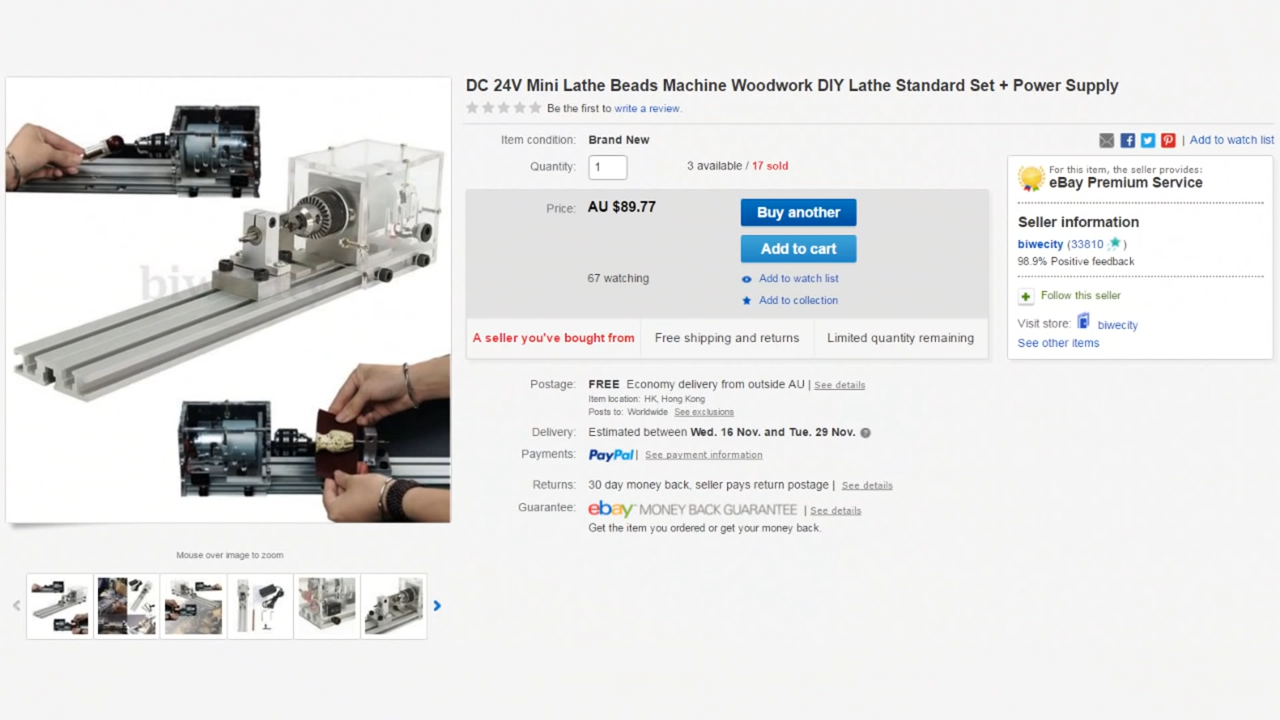 DC 24V Mini Lathe Beads Machine Woodwork DIY Lathe Standard Set + Power Supply
Be the first to write a review.
Item condition: Brand New
| Add to watch list
Quantity: 1 3 available / 17 sold
Price: AU $89.77
Buy another
Add to cart
67 watching
Add to watch list
Add to collection
A seller you've bought from
Free shipping and returns
Limited quantity remaining
For this item, the seller provides:
eBay Premium Service
Seller information
biwecity (33810 )
98.9% Positive feedback
Follow this seller
Visit store: biwecity
See other items
Postage: FREE Economy delivery from outside AU | See details
Item location: HK, Hong Kong
Posts to: Worldwide See exclusions
Delivery: Estimated between Wed. 16 Nov. and Tue. 29 Nov. ?
Payments: PayPal | See payment information
Returns: 30 day money back, seller pays return postage | See details
Guarantee: ebay MONEY BACK GUARANTEE | See details
Get the item you ordered or get your money back.
Mouse over image to zoom